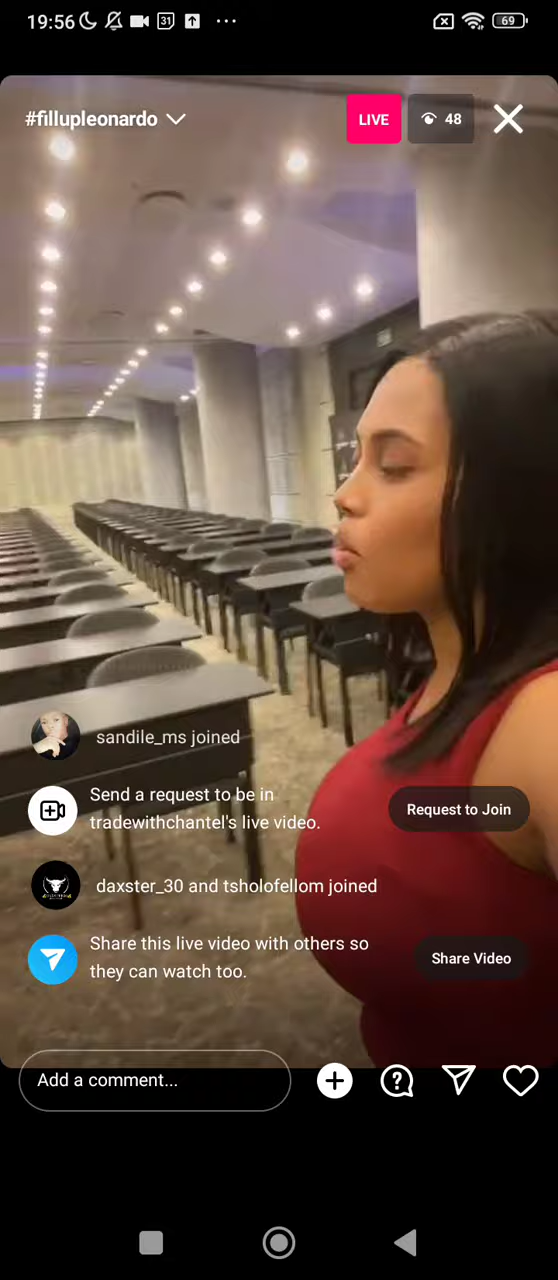 19:56
31
69
#fillupleonardo
LIVE
48
sandile_ms joined
Send a request to be in
tradewithchantel's live video.
Request to Join
daxster_30 and tsholofellom joined
Share this live video with others so
they can watch too.
Share Video
Add a comment...